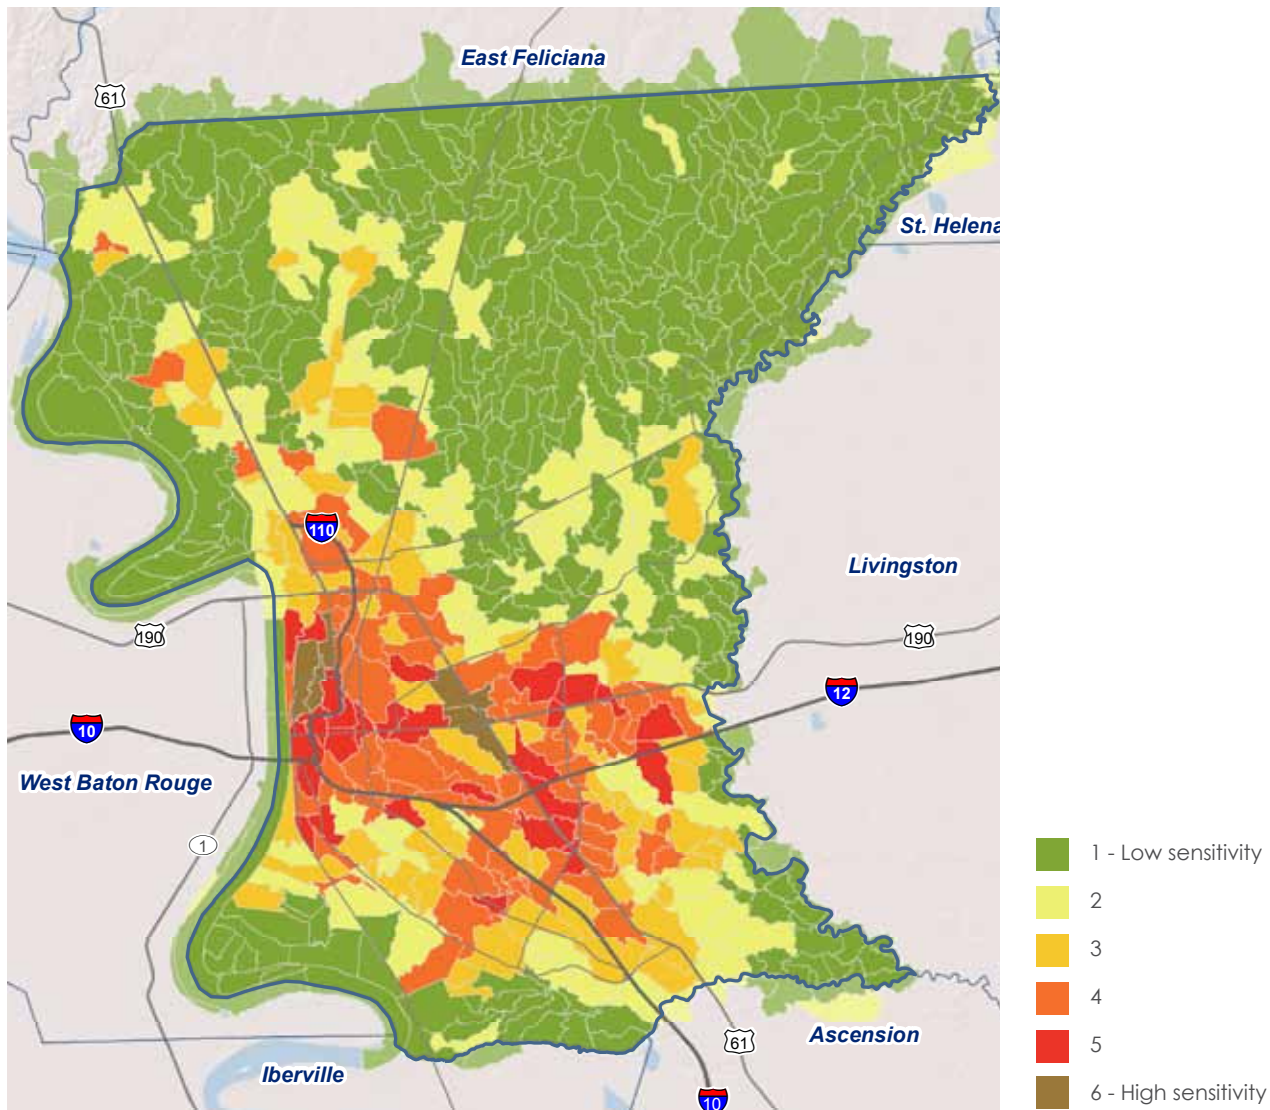 East Feliciana
61
St. Helena
110
Livingston
190
190
12
10
West Baton Rouge
1
1 - Low sensitivity
2
3
4
5
6 - High sensitivity
Ascension
61
Iberville
10